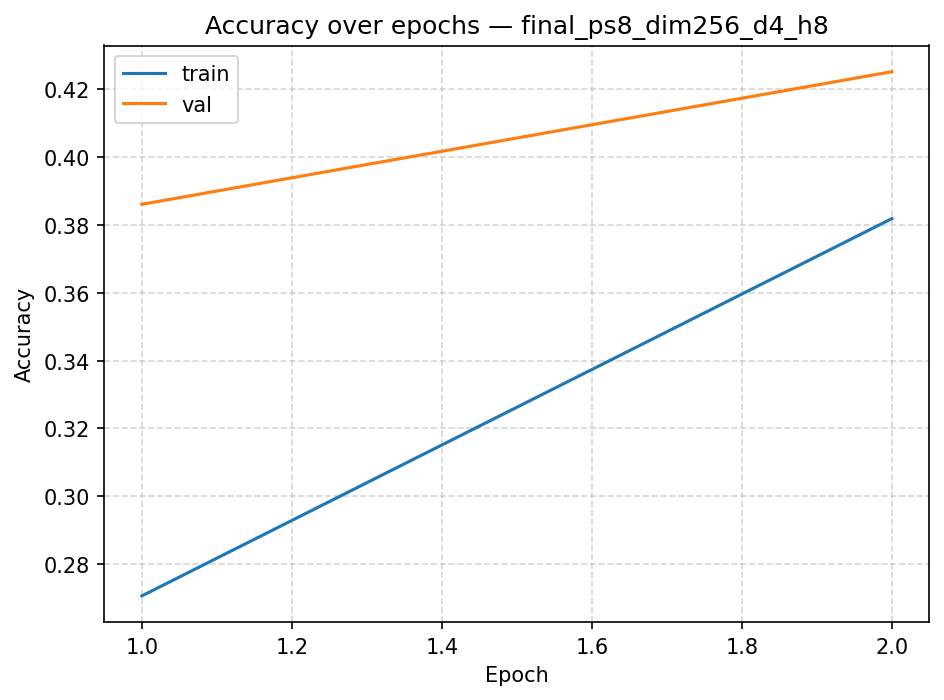 Accuracy over epochs — final_ps8_dim256_d4_h8
train
val
0.42
0.40
0.38
0.36
0.34
0.32
0.30
0.28
Accuracy
1.0 1.2 1.4 1.6 1.8 2.0
Epoch